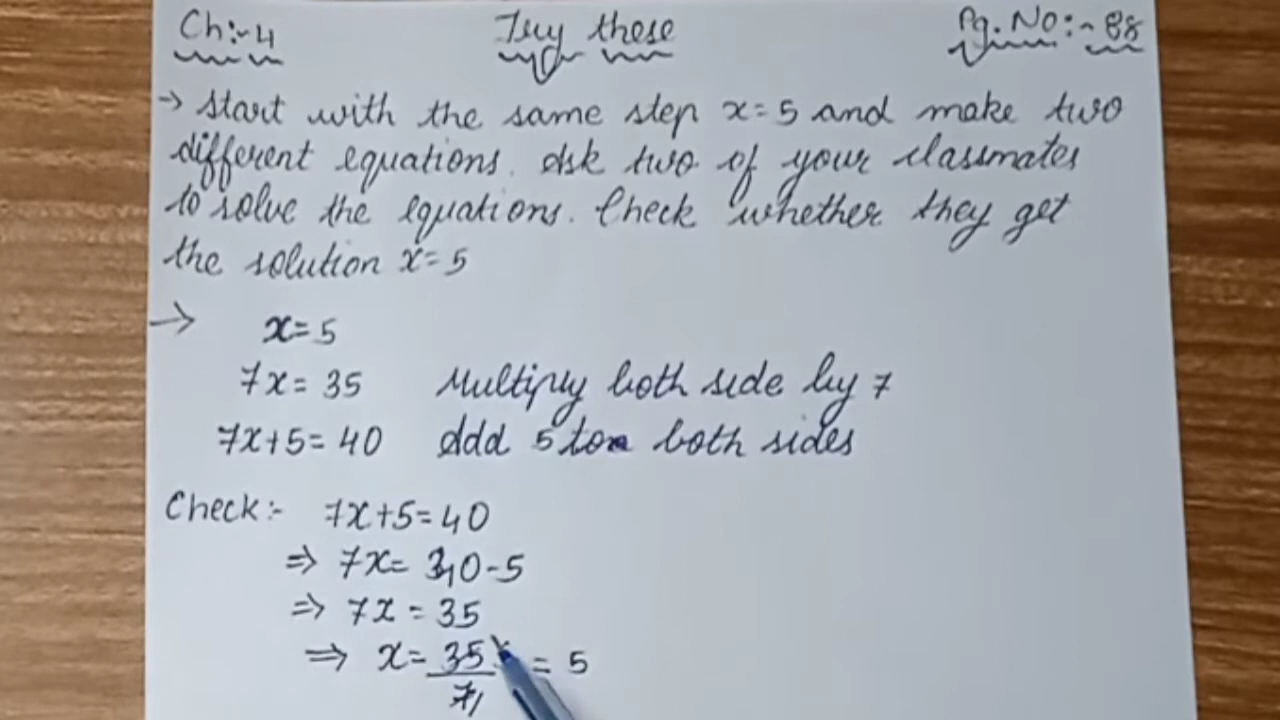 Ch:-4
Try these
Pg.No:-88
→ Start with the same step x=5 and make two
different equations. Ask two of your classmates
to solve the equations. Check whether they get
the solution x=5
→ x=5
7x=35 Multiply both side by 7
7x+5=40 Add 5 to both sides
Check:- 7x+5=40
⇒ 7x= 40-5
⇒ 7x = 35
⇒ x= 35/7 = 5